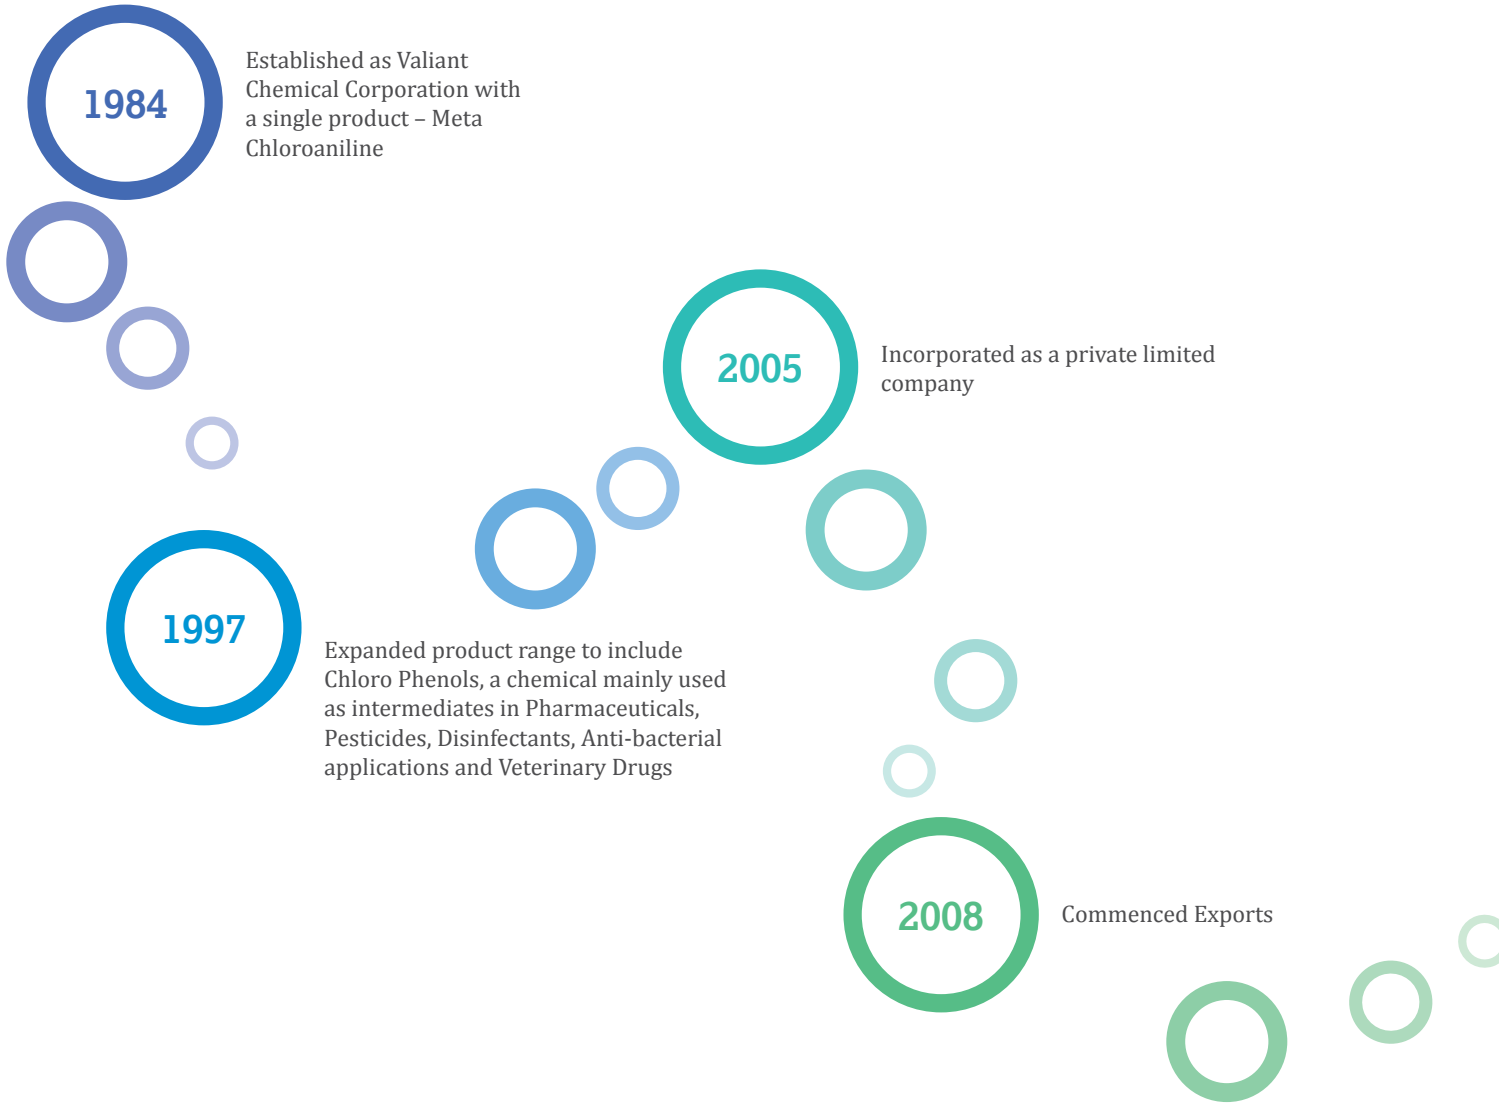 1984
Established as Valiant
Chemical Corporation with
a single product – Meta
Chloroaniline
2005
Incorporated as a private limited
company
1997
Expanded product range to include
Chloro Phenols, a chemical mainly used
as intermediates in Pharmaceuticals,
Pesticides, Disinfectants, Anti-bacterial
applications and Veterinary Drugs
2008
Commenced Exports